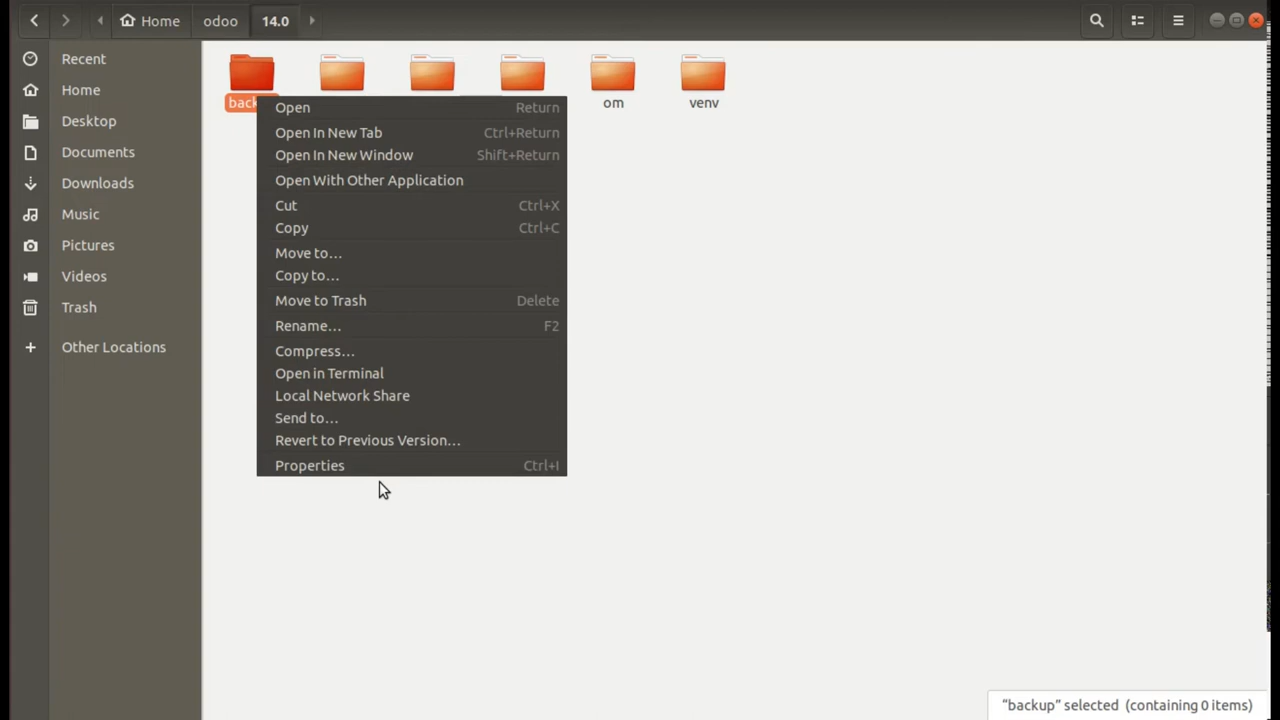 Home odoo 14.0
Recent
Home
Desktop
Documents
Downloads
Music
Pictures
Videos
Trash
Other Locations
back
om
venv
Open Return
Open In New Tab Ctrl+Return
Open In New Window Shift+Return
Open With Other Application
Cut Ctrl+X
Copy Ctrl+C
Move to…
Copy to…
Move to Trash Delete
Rename… F2
Compress…
Open in Terminal
Local Network Share
Send to…
Revert to Previous Version…
Properties Ctrl+I
“backup” selected (containing 0 items)